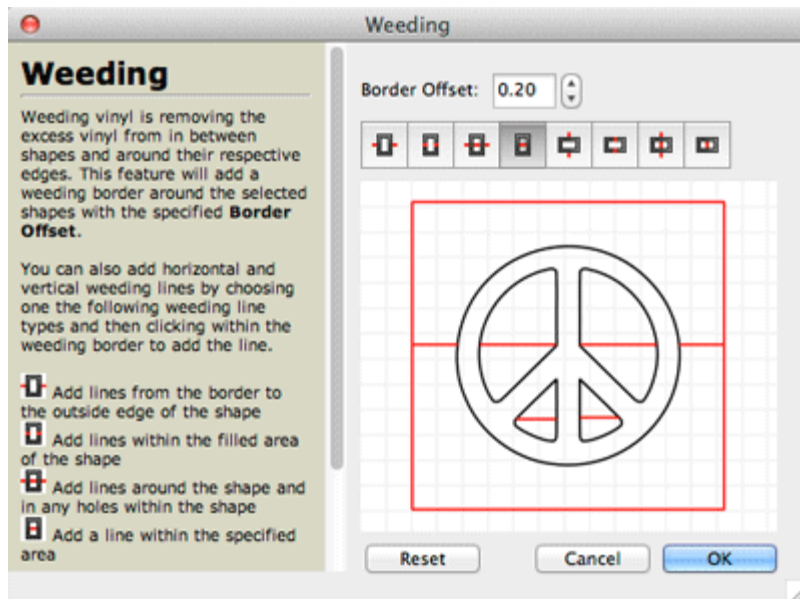 Weeding
Weeding
Weeding vinyl is removing the
excess vinyl from in between
shapes and around their respective
edges. This feature will add a
weeding border around the selected
shapes with the specified Border
Offset.
You can also add horizontal and
vertical weeding lines by choosing
one the following weeding line
types and then clicking within the
weeding border to add the line.
Add lines from the border to
the outside edge of the shape
Add lines within the filled area
of the shape
Add lines around the shape and
in any holes within the shape
Add a line within the specified
area
Border Offset: 0.20
Reset Cancel OK